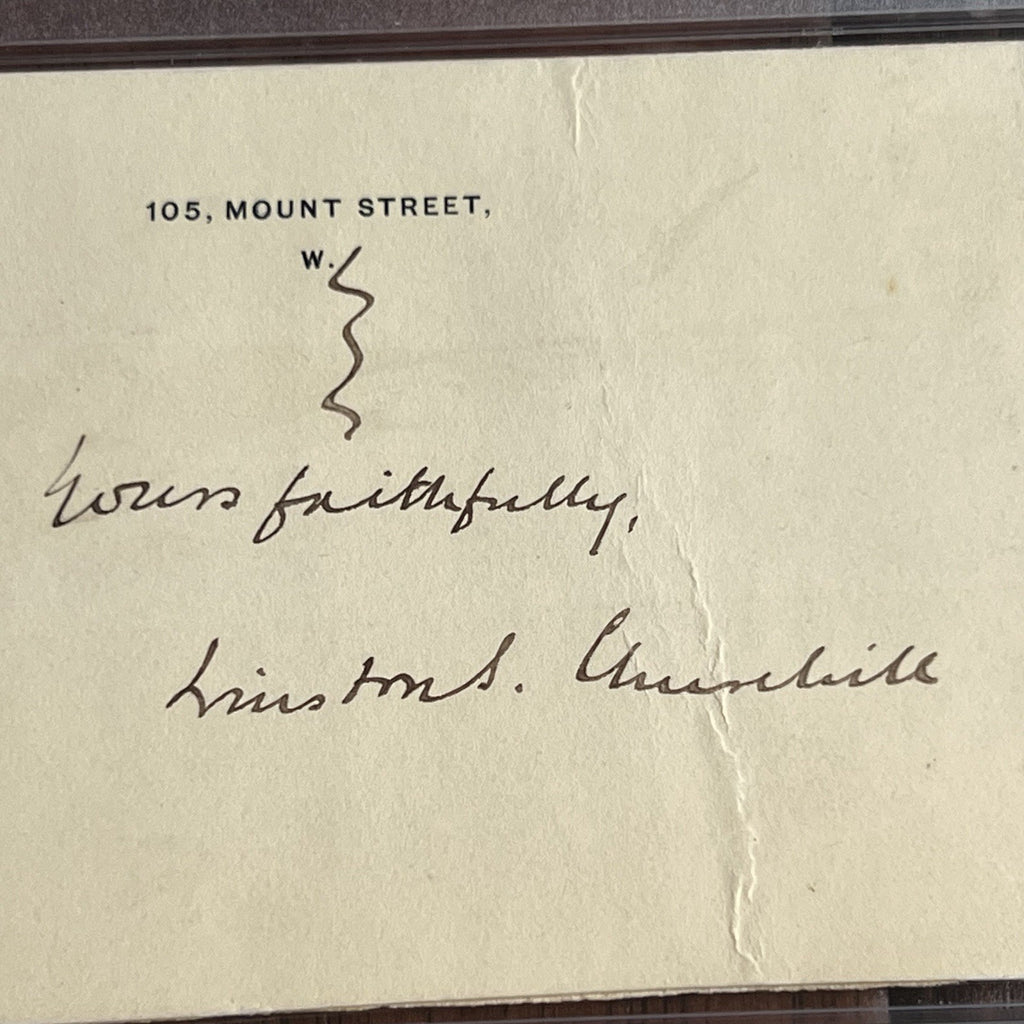 105, MOUNT STREET,
W.
Yours faithfully,
Winston S. Churchill